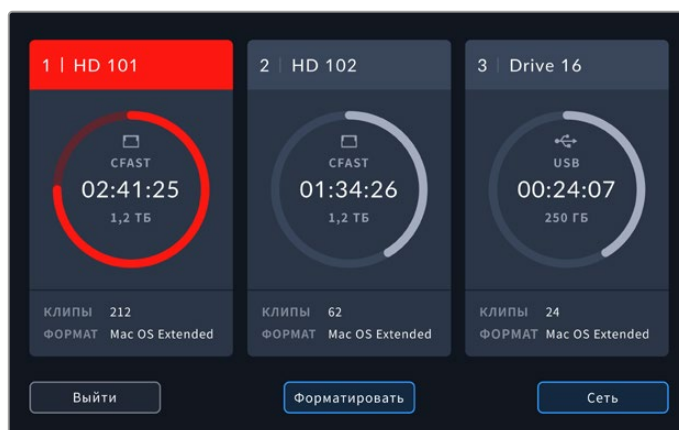 1 | HD 101
CFAST
02:41:25
1,2 ТБ
КЛИПЫ 212
ФОРМАТ Mac OS Extended
2 | HD 102
CFAST
01:34:26
1,2 ТБ
КЛИПЫ 62
ФОРМАТ Mac OS Extended
3 | Drive 16
USB
00:24:07
250 ГБ
КЛИПЫ 24
ФОРМАТ Mac OS Extended
Выйти
Форматировать
Сеть